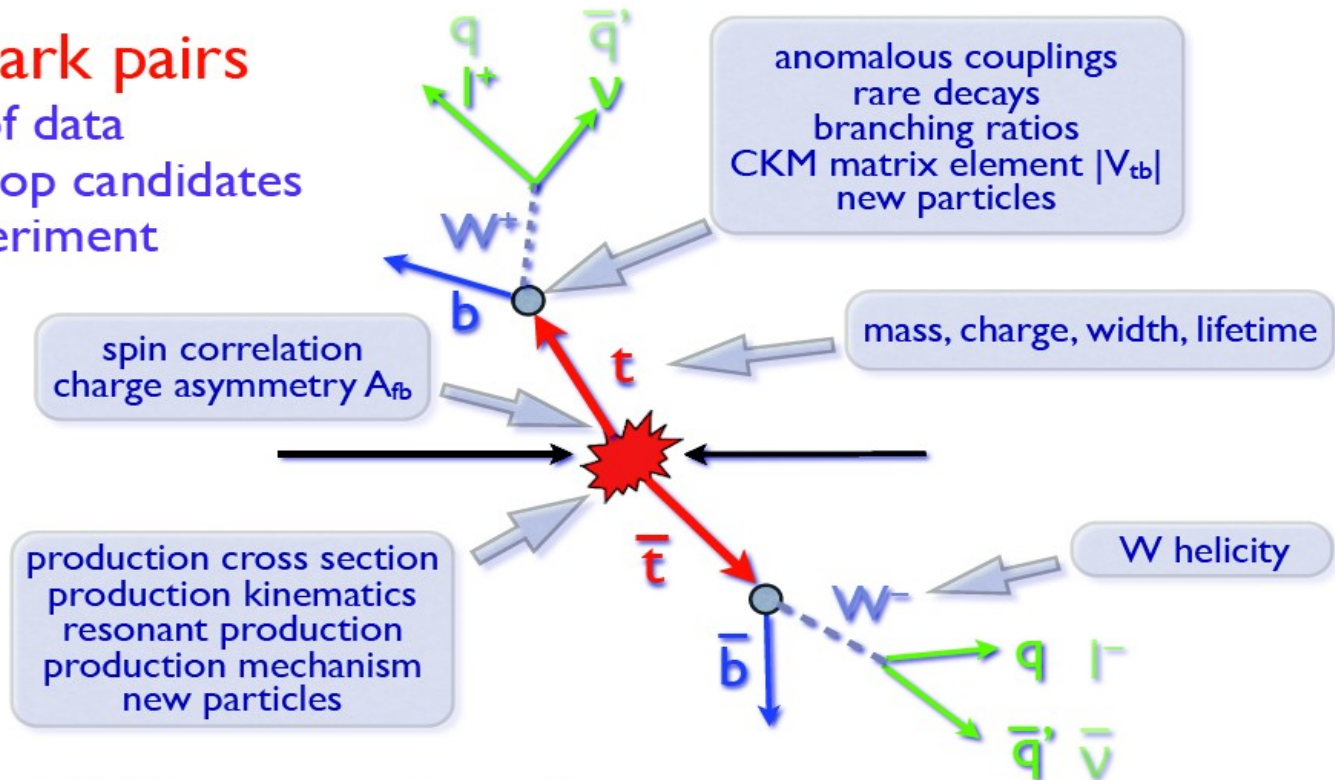 ark pairs
of data
op candidates
eriment
q q̄'
l⁺ ν
W⁺
b
anomalous couplings
rare decays
branching ratios
CKM matrix element |Vtb|
new particles
mass, charge, width, lifetime
spin correlation
charge asymmetry Afb
t
t̄
production cross section
production kinematics
resonant production
production mechanism
new particles
W helicity
W⁻
b̄
q l⁻
q̄' ν̄